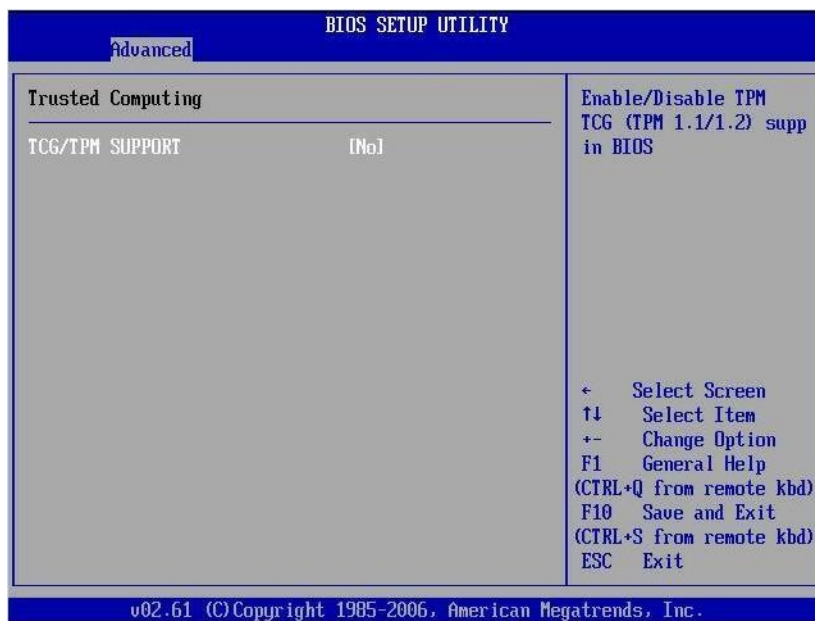 BIOS SETUP UTILITY
Advanced
Trusted Computing
TCG/TPM SUPPORT [No]
Enable/Disable TPM
TCG (TPM 1.1/1.2) supp
in BIOS
← Select Screen
↑↓ Select Item
+- Change Option
F1 General Help
(CTRL+Q from remote kbd)
F10 Save and Exit
(CTRL+S from remote kbd)
ESC Exit
v02.61 (C)Copyright 1985-2006, American Megatrends, Inc.